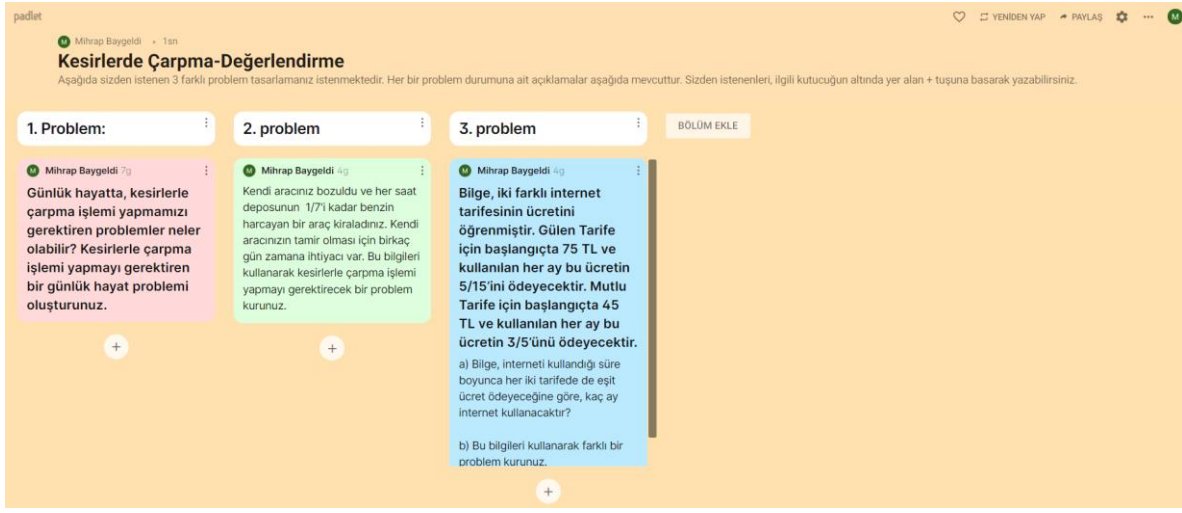 padlet
YENİDEN YAP
PAYLAŞ
M
M Mihrap Baygeldi • 1sn
Kesirlerde Çarpma-Değerlendirme
Aşağıda sizden istenen 3 farklı problem tasarlamanız istenmektedir. Her bir problem durumuna ait açıklamalar aşağıda mevcuttur. Sizden istenenleri, ilgili kutucuğun altında yer alan + tuşuna basarak yazabilirsiniz.
1. Problem:
M Mihrap Baygeldi 7g
Günlük hayatta, kesirlerle
çarpma işlemi yapmamızı
gerektiren problemler neler
olabilir? Kesirlerle çarpma
işlemi yapmayı gerektiren
bir günlük hayat problemi
oluşturunuz.
+
2. problem
M Mihrap Baygeldi 4g
Kendi aracınız bozuldu ve her saat
deposunun 1/7'i kadar benzin
harcayan bir araç kiraladınız. Kendi
aracınızın tamir olması için birkaç
gün zamana ihtiyacı var. Bu bilgileri
kullanarak kesirlerle çarpma işlemi
yapmayı gerektirecek bir problem
kurunuz.
+
3. problem
M Mihrap Baygeldi 4g
Bilge, iki farklı internet
tarifesinin ücretini
öğrenmiştir. Gülen Tarife
için başlangıçta 75 TL ve
kullanılan her ay bu ücretin
5/15'ini ödeyecektir. Mutlu
Tarife için başlangıçta 45
TL ve kullanılan her ay bu
ücretin 3/5'ünü ödeyecektir.
a) Bilge, interneti kullandığı süre
boyunca her iki tarifede de eşit
ücret ödeyeceğine göre, kaç ay
internet kullanacaktır?
b) Bu bilgileri kullanarak farklı bir
problem kurunuz.
+
BÖLÜM EKLE